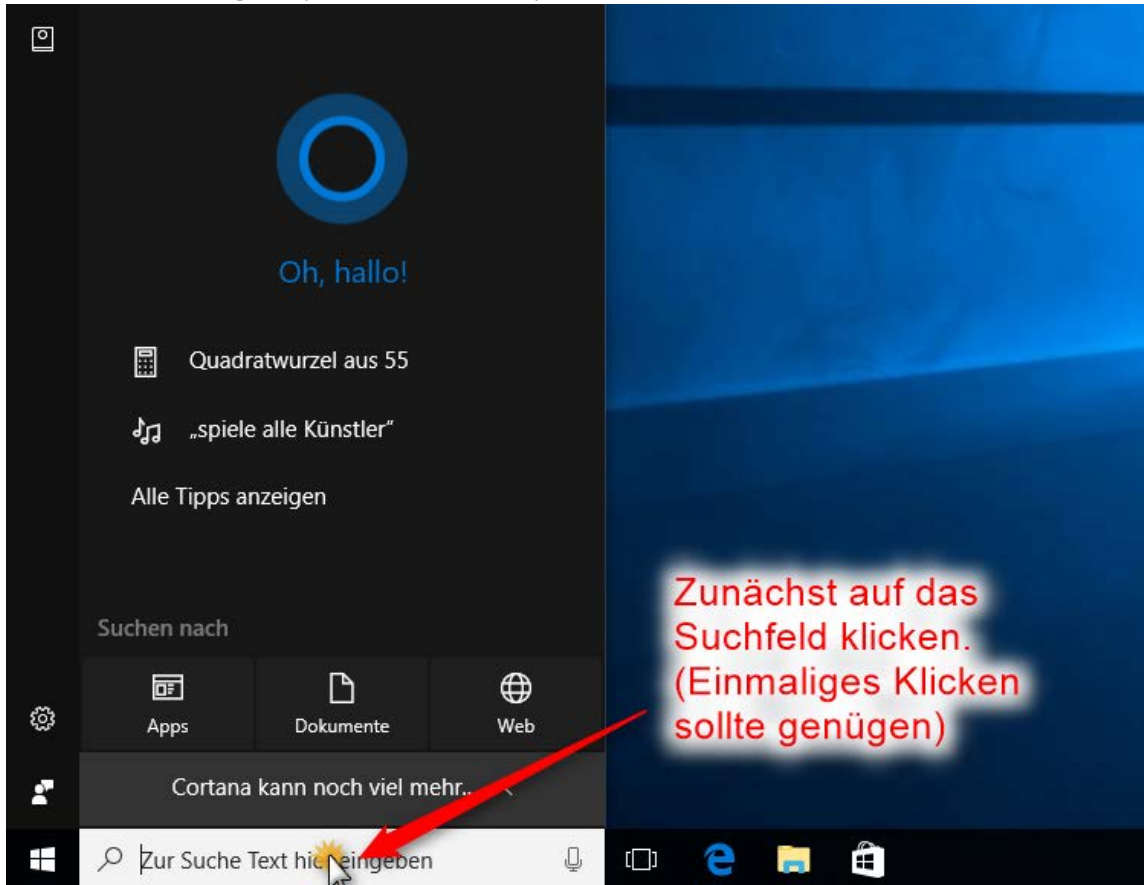 Oh, hallo!
Quadratwurzel aus 55
„spiele alle Künstler“
Alle Tipps anzeigen
Suchen nach
Apps
Dokumente
Web
Cortana kann noch viel mehr..
Zur Suche Text hier eingeben
Zunächst auf das
Suchfeld klicken.
(Einmaliges Klicken
sollte genügen)